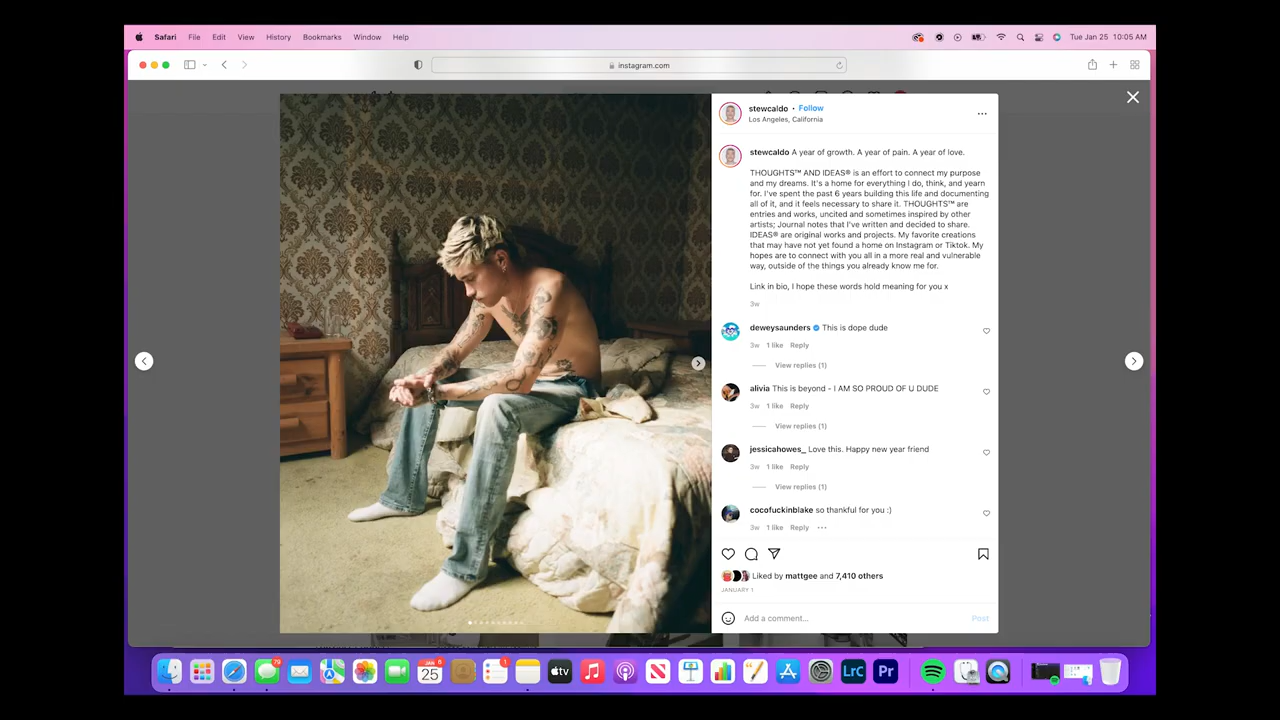 Safari File Edit View History Bookmarks Window Help
Tue Jan 25 10:05 AM
instagram.com
stewcaldo • Follow
Los Angeles, California
stewcaldo A year of growth. A year of pain. A year of love.
THOUGHTS™ AND IDEAS® is an effort to connect my purpose
and my dreams. It's a home for everything I do, think, and yearn
for. I've spent the past 6 years building this life and documenting
all of it, and it feels necessary to share it. THOUGHTS™ are
entries and works, uncited and sometimes inspired by other
artists; Journal notes that I've written and decided to share.
IDEAS® are original works and projects. My favorite creations
that may have not yet found a home on Instagram or Tiktok. My
hopes are to connect with you all in a more real and vulnerable
way, outside of the things you already know me for.
Link in bio, I hope these words hold meaning for you x
3w
deweysaunders This is dope dude
3w 1 like Reply
View replies (1)
alivia This is beyond - I AM SO PROUD OF U DUDE
3w 1 like Reply
View replies (1)
jessicahowes_ Love this. Happy new year friend
3w 1 like Reply
View replies (1)
cocofuckinblake so thankful for you :)
3w 1 like Reply
Liked by mattgee and 7,410 others
JANUARY 1
Add a comment...
Post
79
JAN 6
25
1
tv
LrC
Pr